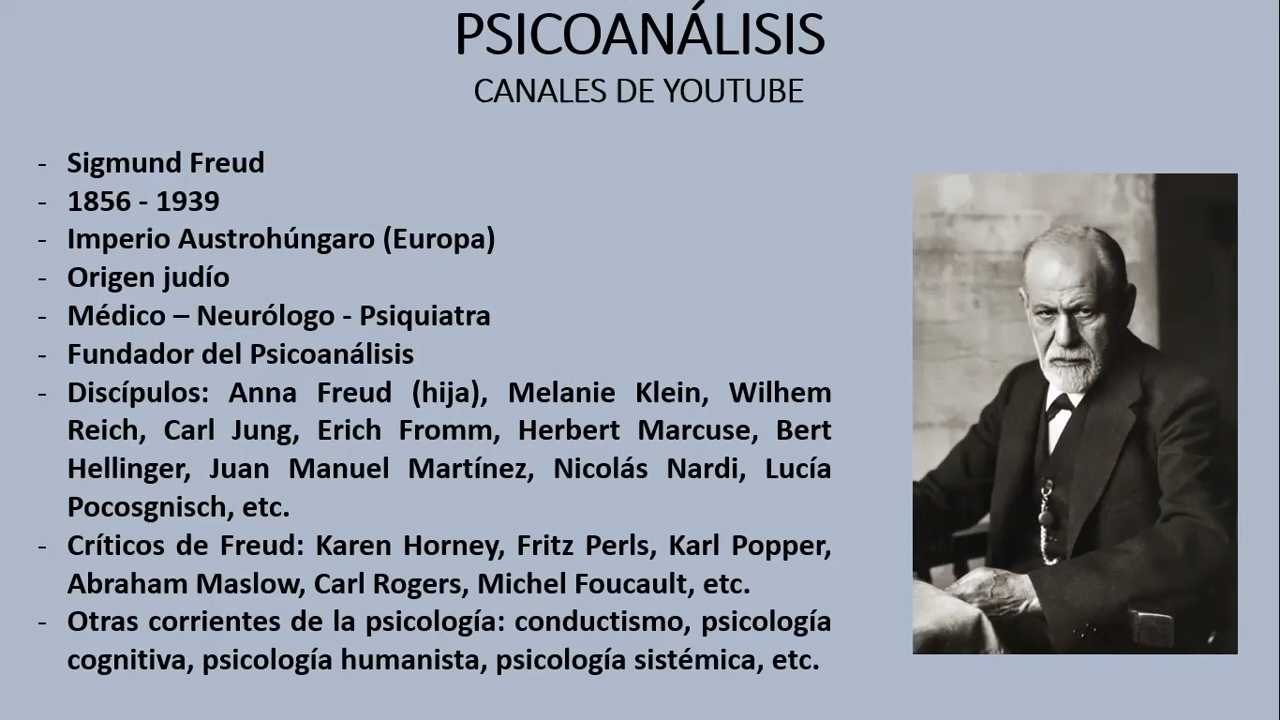 PSICOANÁLISIS
CANALES DE YOUTUBE
- Sigmund Freud
- 1856 - 1939
- Imperio Austrohúngaro (Europa)
- Origen judío
- Médico – Neurólogo - Psiquiatra
- Fundador del Psicoanálisis
- Discípulos: Anna Freud (hija), Melanie Klein, Wilhem
Reich, Carl Jung, Erich Fromm, Herbert Marcuse, Bert
Hellinger, Juan Manuel Martínez, Nicolás Nardi, Lucía
Pocosgnisch, etc.
- Críticos de Freud: Karen Horney, Fritz Perls, Karl Popper,
Abraham Maslow, Carl Rogers, Michel Foucault, etc.
- Otras corrientes de la psicología: conductismo, psicología
cognitiva, psicología humanista, psicología sistémica, etc.